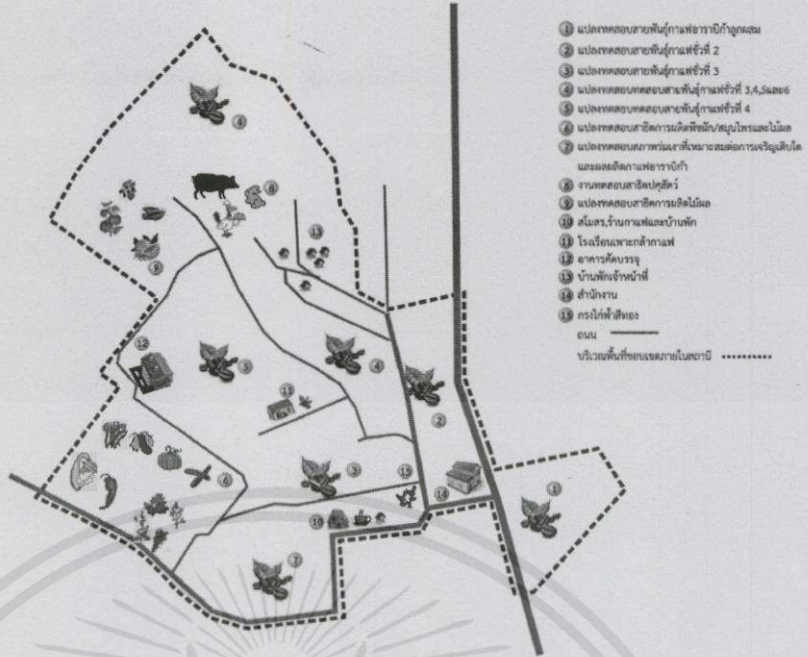 ① แปลงทดสอบสายพันธุ์กาแฟอาราบิก้าลูกผสม
② แปลงทดสอบสายพันธุ์กาแฟชั่วที่ 2
③ แปลงทดสอบสายพันธุ์กาแฟชั่วที่ 3
④ แปลงทดสอบทดสอบสายพันธุ์กาแฟชั่วที่ 3,4,5และ6
⑤ แปลงทดสอบทดสอบสายพันธุ์กาแฟชั่วที่ 4
⑥ แปลงทดสอบสาธิตการผลิตพืชผัก/สมุนไพรและไม้ผล
⑦ แปลงทดสอบสภาพร่มเงาที่เหมาะสมต่อการเจริญเติบโต
และผลผลิตกาแฟอาราบิก้า
⑧ งานทดสอบสาธิตปศุสัตว์
⑨ แปลงทดสอบสาธิตการผลิตไม้ผล
⑩ สโมสร,ร้านกาแฟและบ้านพัก
⑪ โรงเรือนเพาะกล้ากาแฟ
⑫ อาคารคัดบรรจุ
⑬ บ้านพักเจ้าหน้าที่
⑭ สำนักงาน
⑮ กรงไก่ฟ้าสีทอง
ถนน
บริเวณพื้นที่ขอบเขตภายในสถานี
④
⑧
⑬
⑨
⑫
⑤
④
②
⑪
③
⑮
⑥
⑭
①
⑩
⑦